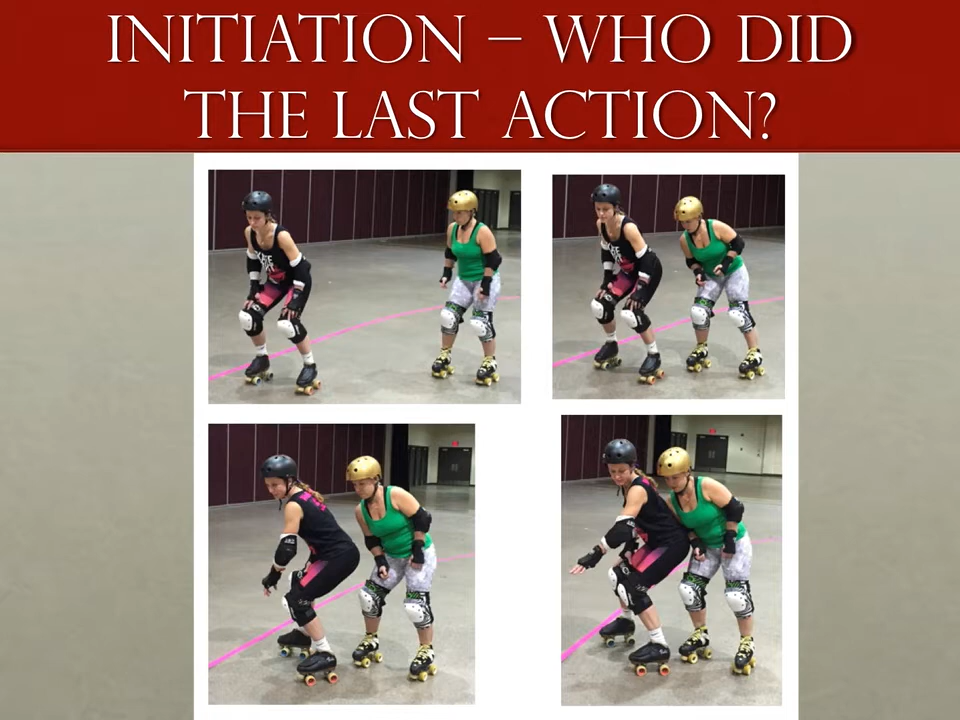 INITIATION – WHO DID
THE LAST ACTION?